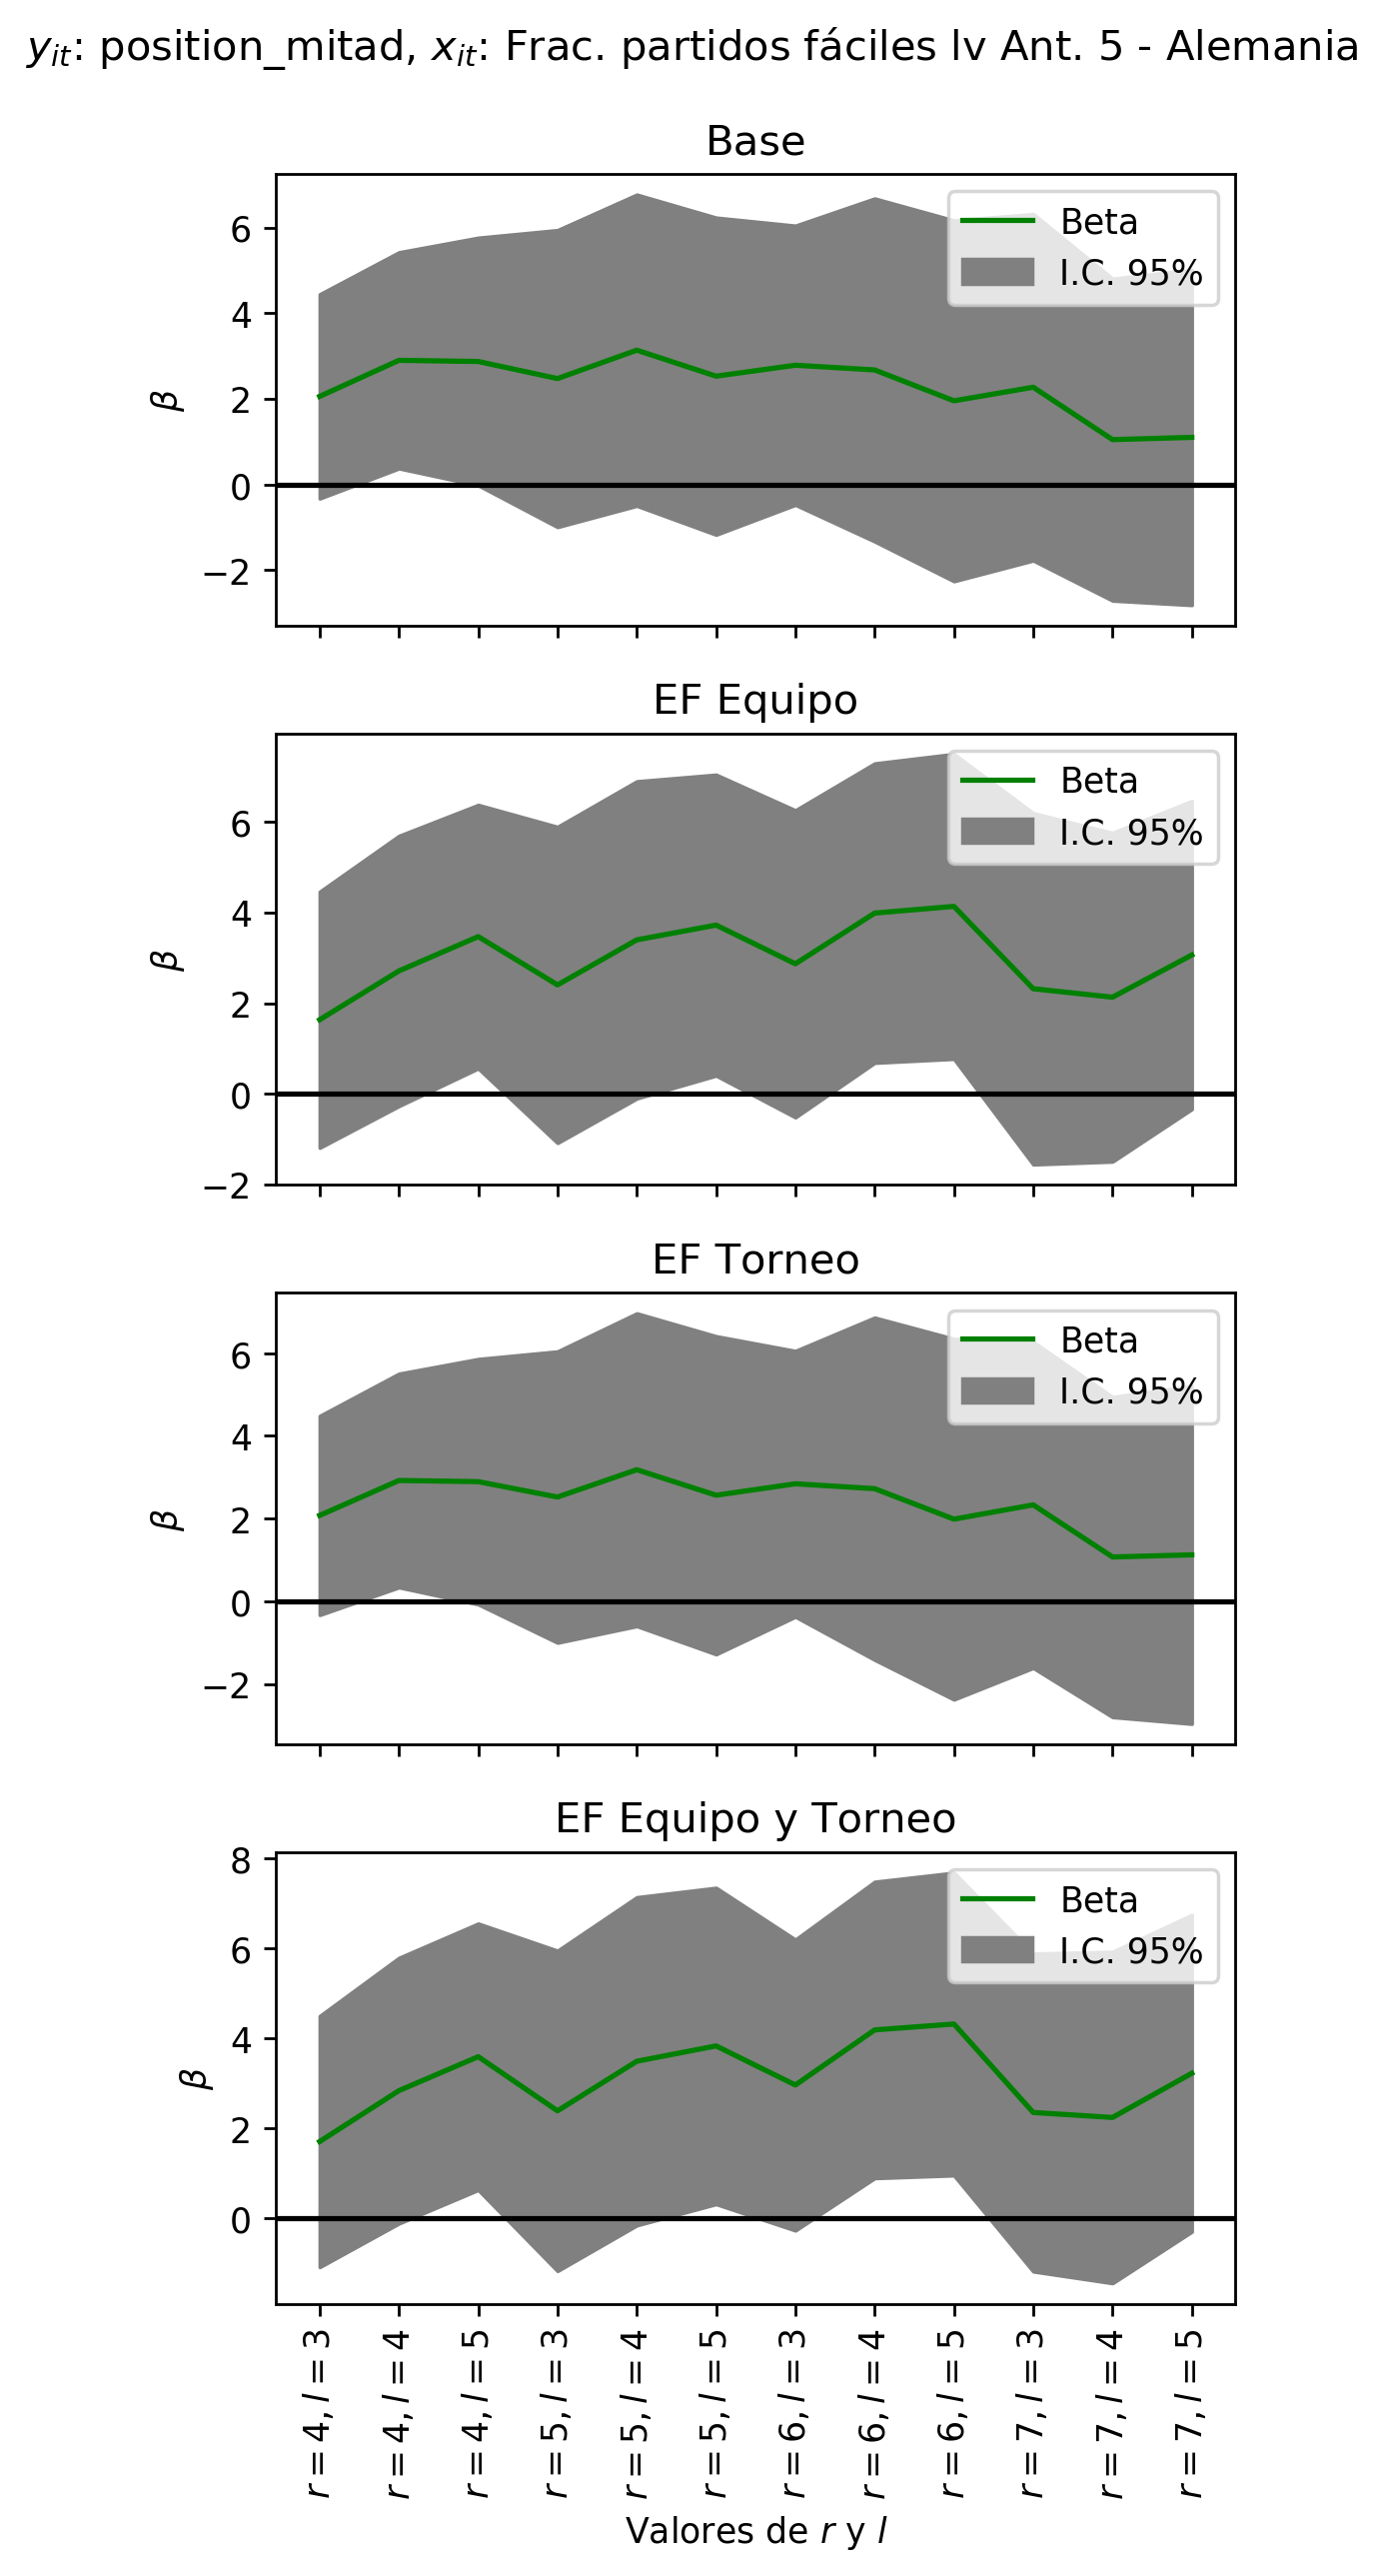 y_it: position_mitad, x_it: Frac. partidos fáciles lv Ant. 5 - Alemania
Base
Beta
I.C. 95%
6
4
2
0
−2
β
EF Equipo
Beta
I.C. 95%
6
4
2
0
−2
β
EF Torneo
Beta
I.C. 95%
6
4
2
0
−2
β
EF Equipo y Torneo
Beta
I.C. 95%
8
6
4
2
0
β
r = 4, l = 3
r = 4, l = 4
r = 4, l = 5
r = 5, l = 3
r = 5, l = 4
r = 5, l = 5
r = 6, l = 3
r = 6, l = 4
r = 6, l = 5
r = 7, l = 3
r = 7, l = 4
r = 7, l = 5
Valores de r y l